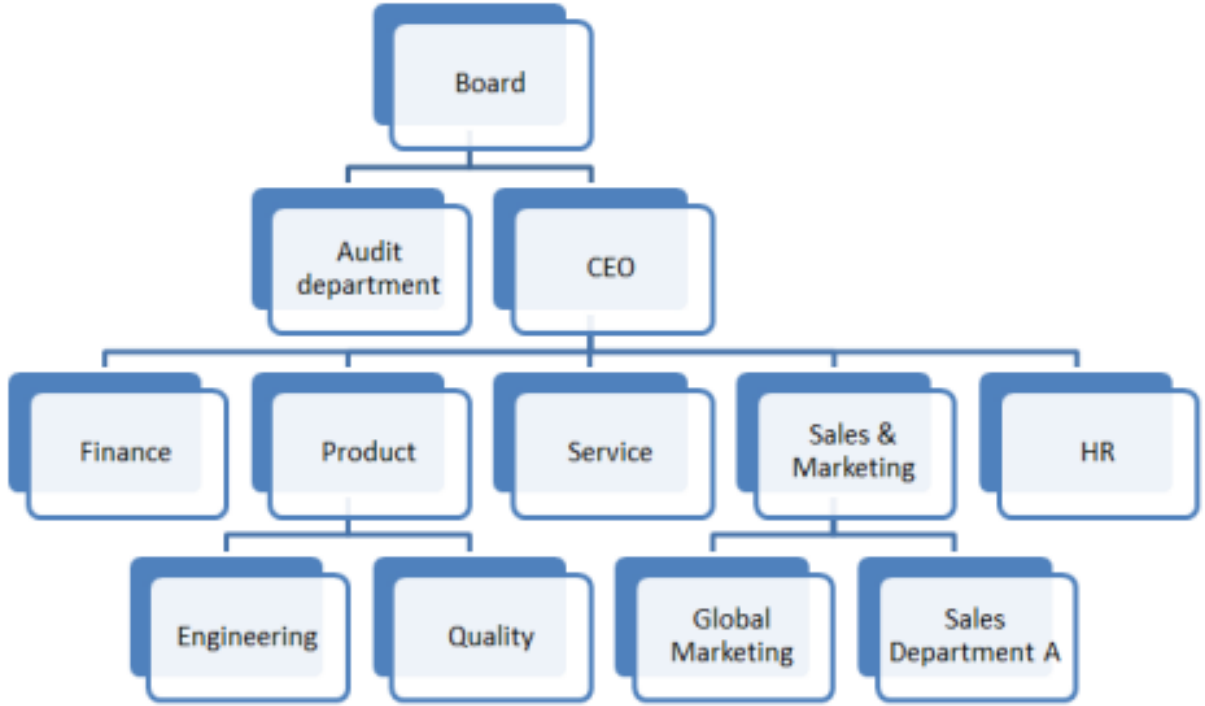 Board
Audit
department
CEO
Finance
Product
Service
Sales &
Marketing
HR
Engineering
Quality
Global
Marketing
Sales
Department A